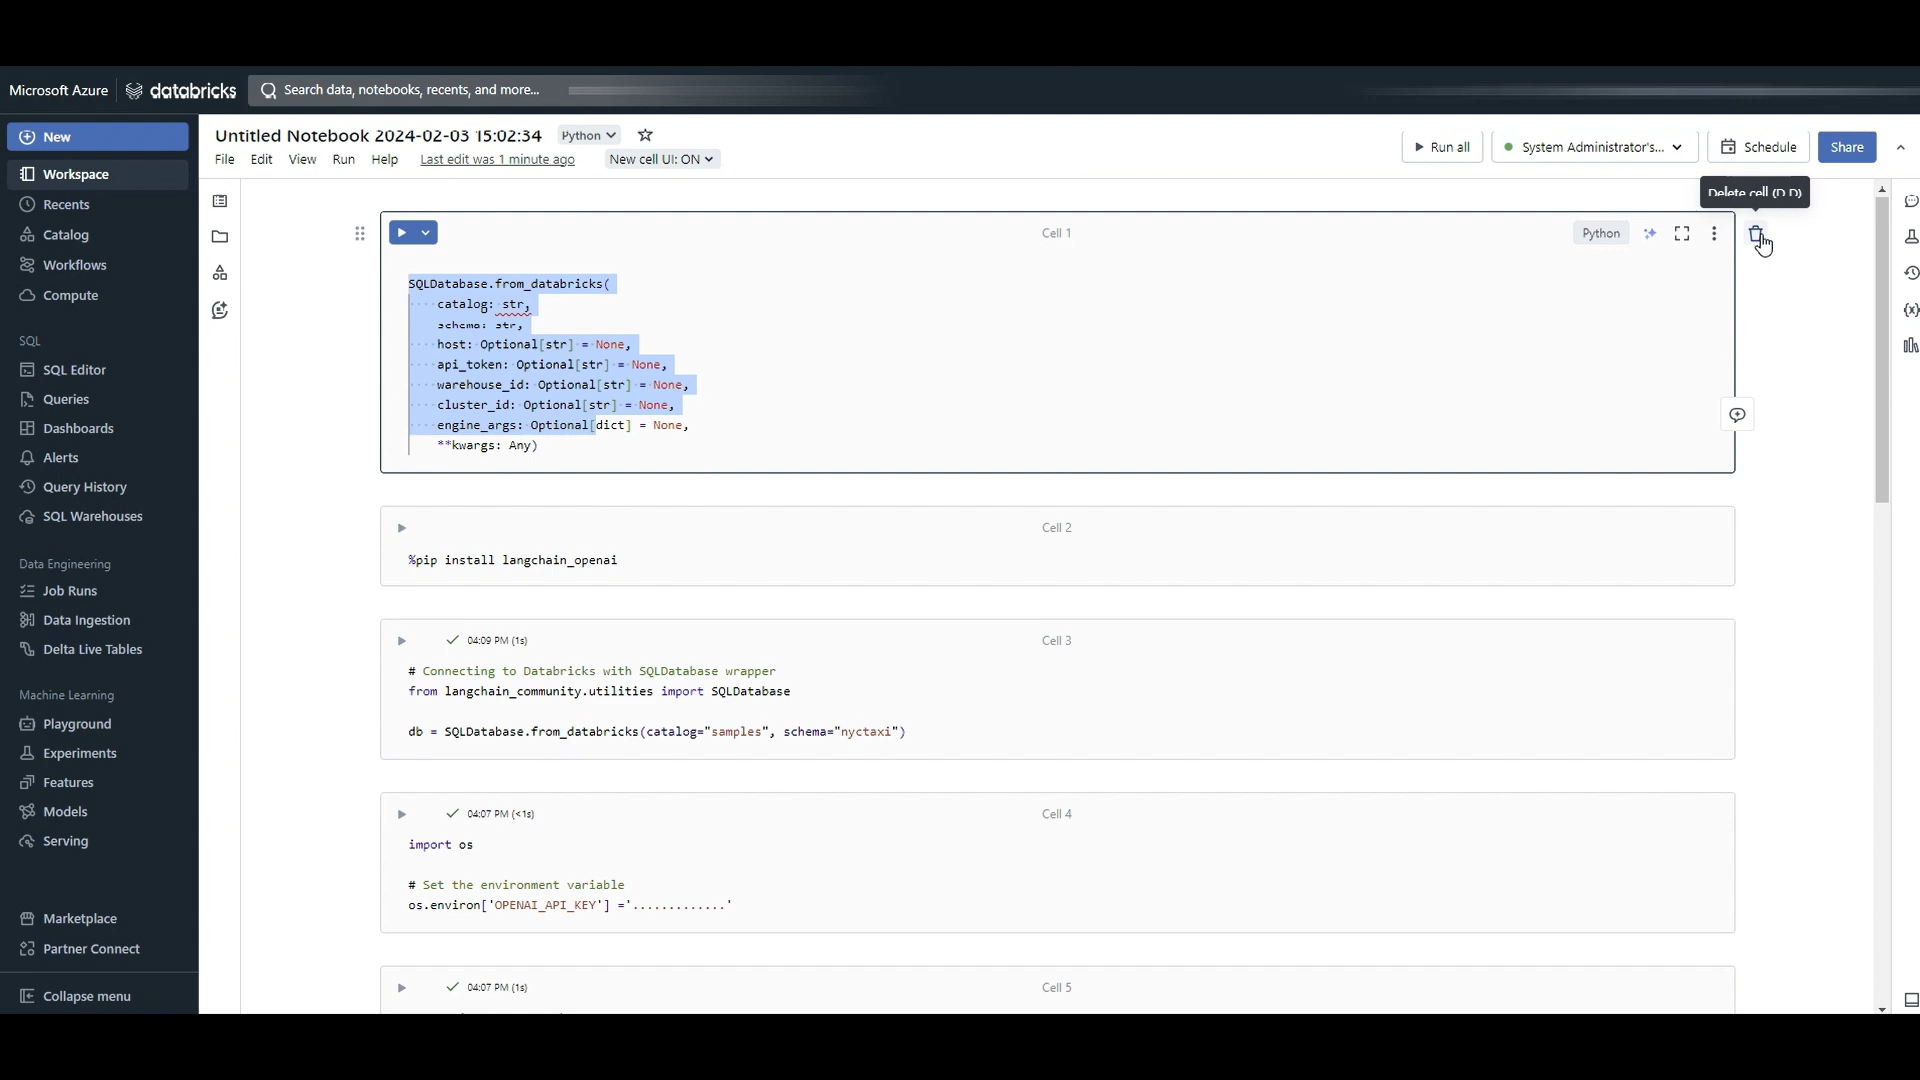 Microsoft Azure databricks Search data, notebooks, recents, and more...
New
Workspace
Recents
Catalog
Workflows
Compute
SQL
SQL Editor
Queries
Dashboards
Alerts
Query History
SQL Warehouses
Data Engineering
Job Runs
Data Ingestion
Delta Live Tables
Machine Learning
Playground
Experiments
Features
Models
Serving
Marketplace
Partner Connect
Collapse menu
Untitled Notebook 2024-02-03 15:02:34 Python
File Edit View Run Help Last edit was 1 minute ago New cell UI: ON
Run all System Administrator's... Schedule Share
Delete cell (D D)
Cell 1 Python
SQLDatabase.from_databricks(
catalog: str,
schema: str,
host: Optional[str] = None,
api_token: Optional[str] = None,
warehouse_id: Optional[str] = None,
cluster_id: Optional[str] = None,
engine_args: Optional[dict] = None,
**kwargs: Any)
Cell 2
%pip install langchain_openai
04:09 PM (1s) Cell 3
# Connecting to Databricks with SQLDatabase wrapper
from langchain_community.utilities import SQLDatabase
db = SQLDatabase.from_databricks(catalog="samples", schema="nyctaxi")
04:07 PM (<1s) Cell 4
import os
# Set the environment variable
os.environ['OPENAI_API_KEY'] ='.............'
04:07 PM (1s) Cell 5